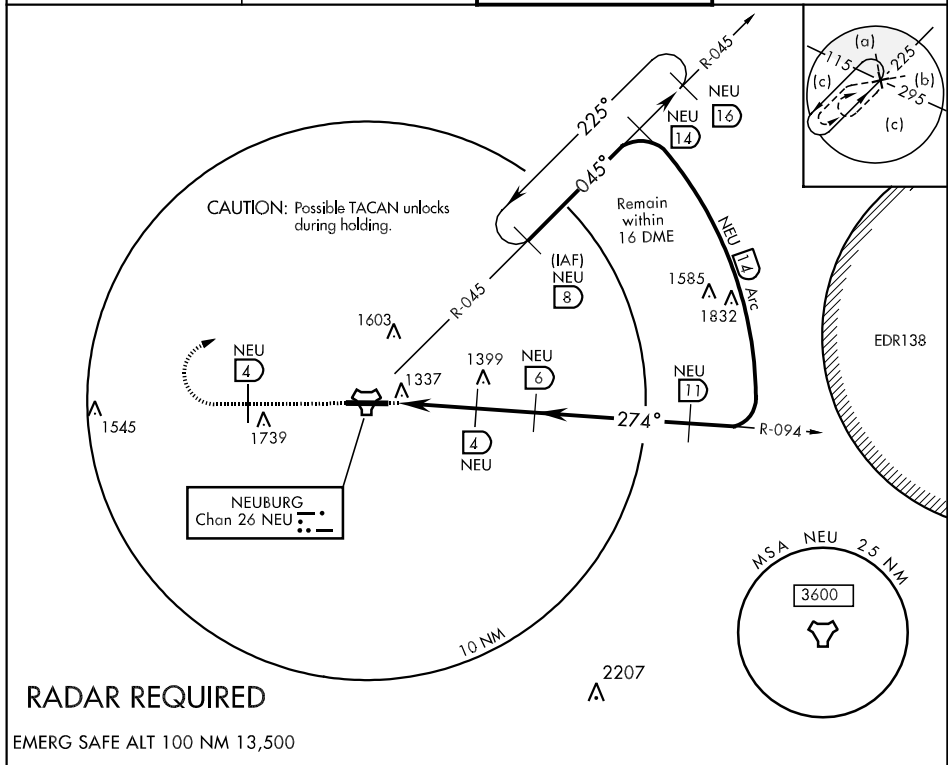 R-045
NEU
16
NEU
14
225°
045°
(a)
115
225
(c)
(b)
295
(c)
CAUTION: Possible TACAN unlocks
during holding.
Remain
within
16 DME
NEU 14 Arc
(IAF)
NEU
8
R-045
1585
1832
EDR138
1603
NEU
4
1399
NEU
6
1337
NEU
11
1545
1739
274°
R-094
4
NEU
NEUBURG
Chan 26 NEU
MSA NEU 25 NM
3600
10 NM
2207
RADAR REQUIRED
EMERG SAFE ALT 100 NM 13,500